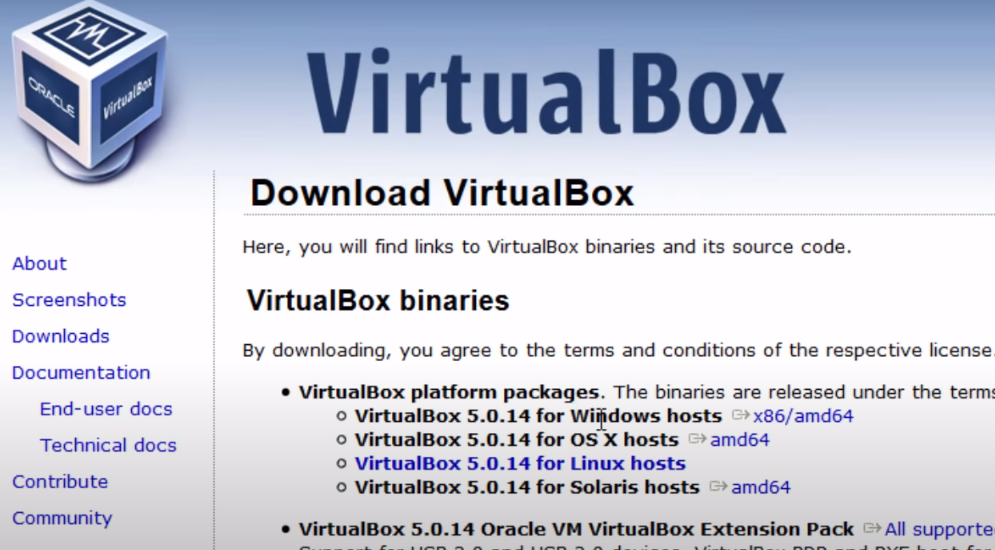 ORACLE
VirtualBox
VirtualBox
Download VirtualBox
Here, you will find links to VirtualBox binaries and its source code.
About
Screenshots
Downloads
Documentation
End-user docs
Technical docs
Contribute
Community
VirtualBox binaries
By downloading, you agree to the terms and conditions of the respective license.
• VirtualBox platform packages. The binaries are released under the terms
VirtualBox 5.0.14 for Windows hosts x86/amd64
VirtualBox 5.0.14 for OS X hosts amd64
VirtualBox 5.0.14 for Linux hosts
VirtualBox 5.0.14 for Solaris hosts amd64
• VirtualBox 5.0.14 Oracle VM VirtualBox Extension Pack All supporte